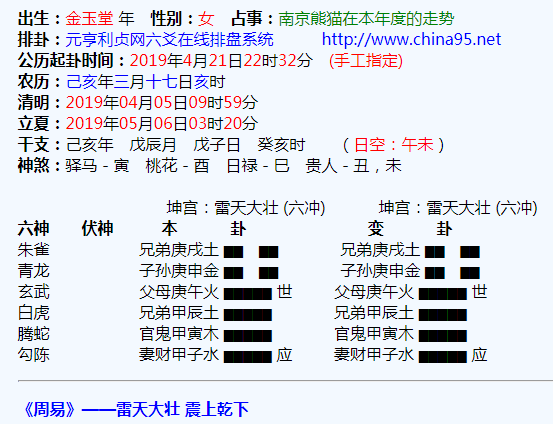 出生：金玉堂 年 性别：女 占事：南京熊猫在本年度的走势
排卦：元亨利贞网六爻在线排盘系统 http://www.china95.net
公历起卦时间：2019年4月21日22时32分 (手工指定)
农历：己亥年三月十七日亥时
清明：2019年04月05日09时59分
立夏：2019年05月06日03时20分
干支：己亥年 戊辰月 戊子日 癸亥时 （日空：午未）
神煞：驿马－寅 桃花－酉 日禄－巳 贵人－丑，未
坤宫：雷天大壮 (六冲) 坤宫：雷天大壮 (六冲)
六神 伏神 本 卦 变 卦
朱雀 兄弟庚戌土 兄弟庚戌土
青龙 子孙庚申金 子孙庚申金
玄武 父母庚午火 世 父母庚午火 世
白虎 兄弟甲辰土 兄弟甲辰土
腾蛇 官鬼甲寅木 官鬼甲寅木
勾陈 妻财甲子水 应 妻财甲子水 应
《周易》——雷天大壮 震上乾下